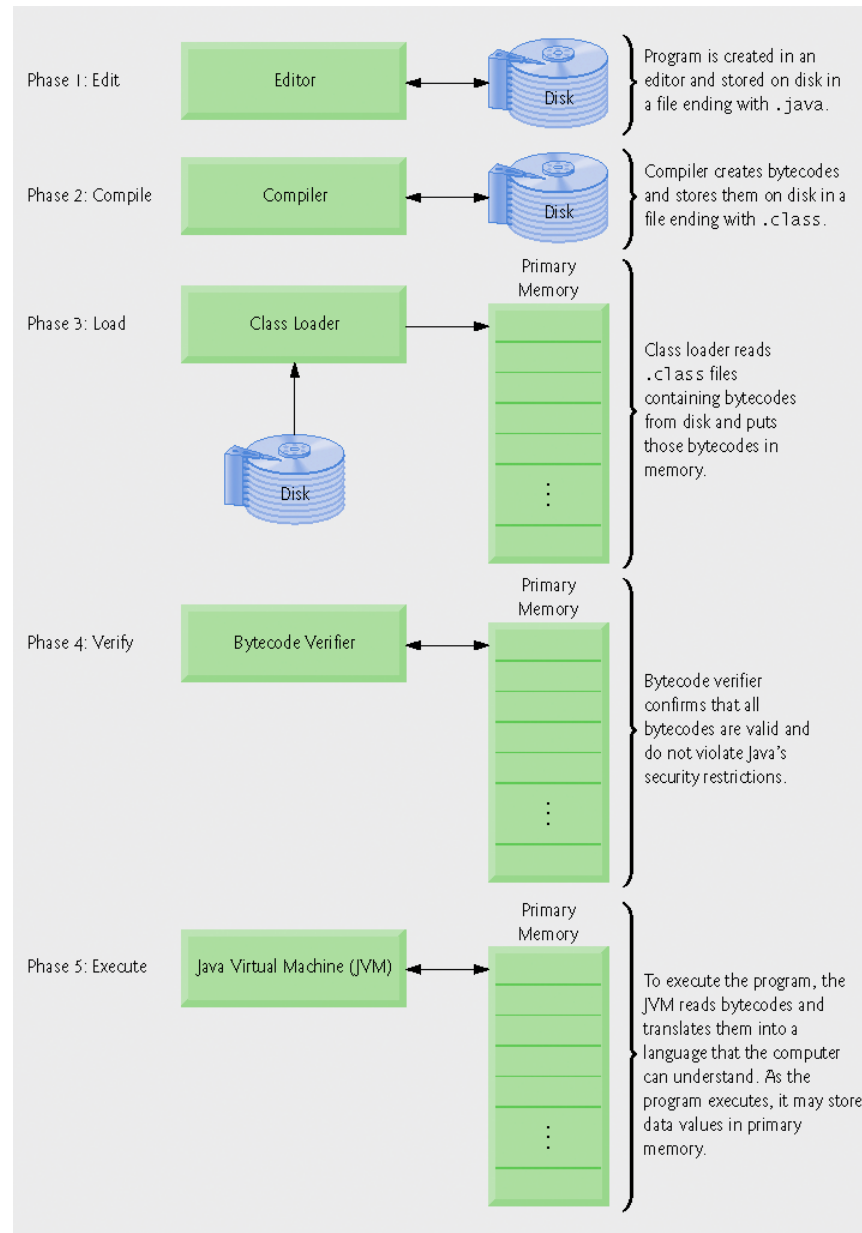 Phase 1: Edit
Editor
Disk
Program is created in an
editor and stored on disk in
a file ending with .java.
Phase 2: Compile
Compiler
Disk
Compiler creates bytecodes
and stores them on disk in a
file ending with .class.
Primary
Memory
Phase 3: Load
Class Loader
Disk
Class loader reads
.class files
containing bytecodes
from disk and puts
those bytecodes in
memory.
Primary
Memory
Phase 4: Verify
Bytecode Verifier
Bytecode verifier
confirms that all
bytecodes are valid and
do not violate Java’s
security restrictions.
Primary
Memory
Phase 5: Execute
Java Virtual Machine (JVM)
To execute the program, the
JVM reads bytecodes and
translates them into a
language that the computer
can understand. As the
program executes, it may store
data values in primary
memory.